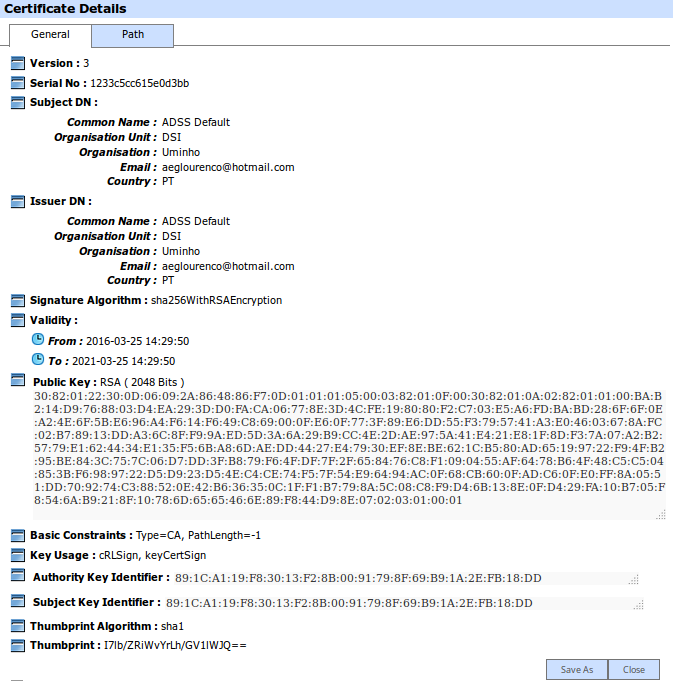 Certificate Details
General Path
Version : 3
Serial No : 1233c5cc615e0d3bb
Subject DN :
Common Name : ADSS Default
Organisation Unit : DSI
Organisation : Uminho
Email : aeglourenco@hotmail.com
Country : PT
Issuer DN :
Common Name : ADSS Default
Organisation Unit : DSI
Organisation : Uminho
Email : aeglourenco@hotmail.com
Country : PT
Signature Algorithm : sha256WithRSAEncryption
Validity :
From : 2016-03-25 14:29:50
To : 2021-03-25 14:29:50
Public Key : RSA ( 2048 Bits )
30:82:01:22:30:0D:06:09:2A:86:48:86:F7:0D:01:01:01:05:00:03:82:01:0F:00:30:82:01:0A:02:82:01:01:00:BA:B
2:14:D9:76:88:03:D4:EA:29:3D:D0:FA:CA:06:77:8E:3D:4C:FE:19:80:80:F2:C7:03:E5:A6:FD:BA:BD:28:6F:6F:0E
:A2:4E:6F:5B:E6:96:A4:F6:14:F6:49:C8:69:00:0F:E6:0F:77:3F:89:E6:DD:55:F3:79:57:41:A3:E0:46:03:67:8A:FC
:02:B7:89:13:DD:A3:6C:8F:F9:9A:ED:5D:3A:6A:29:B9:CC:4E:2D:AE:97:5A:41:E4:21:E8:1F:8D:F3:7A:07:A2:B2:
57:79:E1:62:44:34:E1:35:F5:6B:A8:6D:AE:DD:44:27:E4:79:30:EF:8E:BE:62:1C:B5:80:AD:65:19:97:22:F9:4F:B2
:95:BE:84:3C:75:7C:06:D7:DD:3F:B8:79:F6:4F:DF:7F:2F:65:84:76:C8:F1:09:04:55:AF:64:78:B6:4F:48:C5:C5:04
:85:3B:F6:98:97:22:D5:D9:23:D5:4E:C4:CE:74:F5:7F:54:E9:64:94:AC:0F:68:CB:60:0F:AD:C6:0F:E0:FF:8A:05:5
1:DD:70:92:74:C3:88:52:0E:42:B6:36:35:0C:1F:F1:B7:79:8A:5C:08:C8:F9:D4:6B:13:8E:0F:D4:29:FA:10:B7:05:F
8:54:6A:B9:21:8F:10:78:6D:65:65:46:6E:89:F8:44:D9:8E:07:02:03:01:00:01
Basic Constraints : Type=CA, PathLength=-1
Key Usage : cRLSign, keyCertSign
Authority Key Identifier : 89:1C:A1:19:F8:30:13:F2:8B:00:91:79:8F:69:B9:1A:2E:FB:18:DD
Subject Key Identifier : 89:1C:A1:19:F8:30:13:F2:8B:00:91:79:8F:69:B9:1A:2E:FB:18:DD
Thumbprint Algorithm : sha1
Thumbprint : I7lb/ZRiWvYrLh/GV1lWJQ==
Save As Close